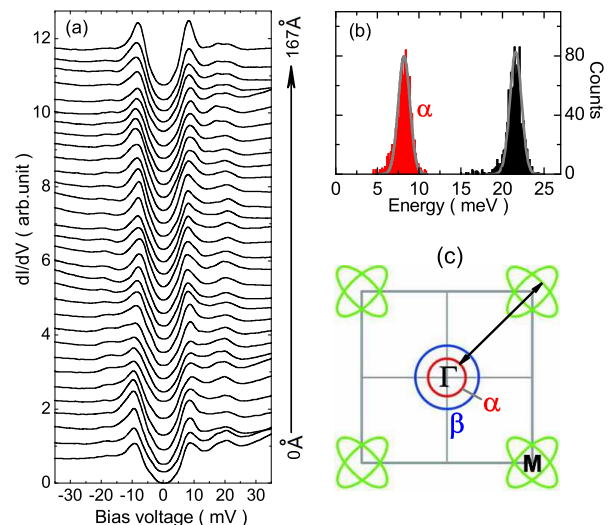 (a)
12
10
8
6
4
2
0
dI/dV ( arb.unit )
-30 -20 -10 0 10 20 30
Bias voltage ( mV )
167Å
0Å
(b)
α
80
40
0
Counts
0 5 10 15 20 25
Energy ( meV )
(c)
Γ
α
β
M